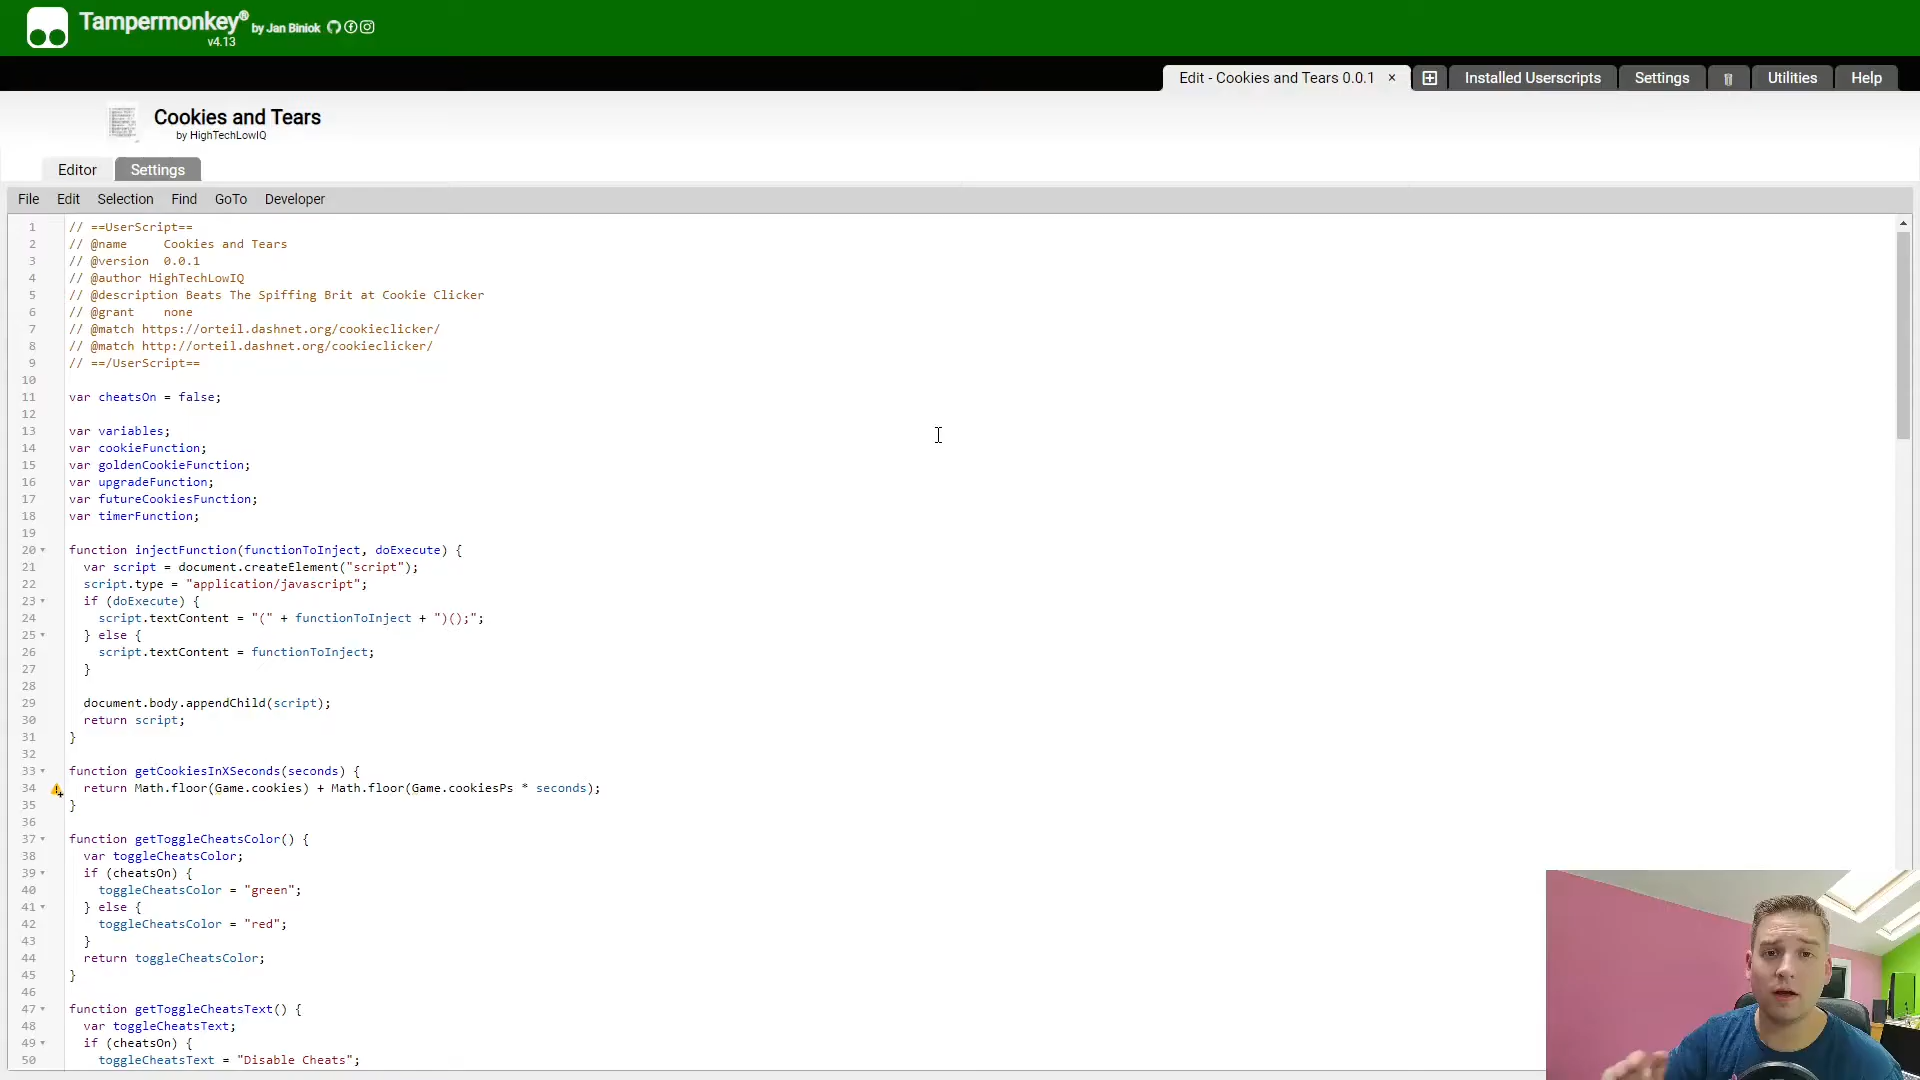 Tampermonkey® by Jan Biniok
v4.13
Edit - Cookies and Tears 0.0.1 × Installed Userscripts Settings Utilities Help
Cookies and Tears
by HighTechLowIQ
Editor Settings
File Edit Selection Find GoTo Developer
1 // ==UserScript==
2 // @name     Cookies and Tears
3 // @version  0.0.1
4 // @author HighTechLowIQ
5 // @description Beats The Spiffing Brit at Cookie Clicker
6 // @grant    none
7 // @match https://orteil.dashnet.org/cookieclicker/
8 // @match http://orteil.dashnet.org/cookieclicker/
9 // ==/UserScript==
10
11 var cheatsOn = false;
12
13 var variables;
14 var cookieFunction;
15 var goldenCookieFunction;
16 var upgradeFunction;
17 var futureCookiesFunction;
18 var timerFunction;
19
20 function injectFunction(functionToInject, doExecute) {
21   var script = document.createElement("script");
22   script.type = "application/javascript";
23   if (doExecute) {
24     script.textContent = "(" + functionToInject + ")();";
25   } else {
26     script.textContent = functionToInject;
27   }
28
29   document.body.appendChild(script);
30   return script;
31 }
32
33 function getCookiesInXSeconds(seconds) {
34   return Math.floor(Game.cookies) + Math.floor(Game.cookiesPs * seconds);
35 }
36
37 function getToggleCheatsColor() {
38   var toggleCheatsColor;
39   if (cheatsOn) {
40     toggleCheatsColor = "green";
41   } else {
42     toggleCheatsColor = "red";
43   }
44   return toggleCheatsColor;
45 }
46
47 function getToggleCheatsText() {
48   var toggleCheatsText;
49   if (cheatsOn) {
50     toggleCheatsText = "Disable Cheats";